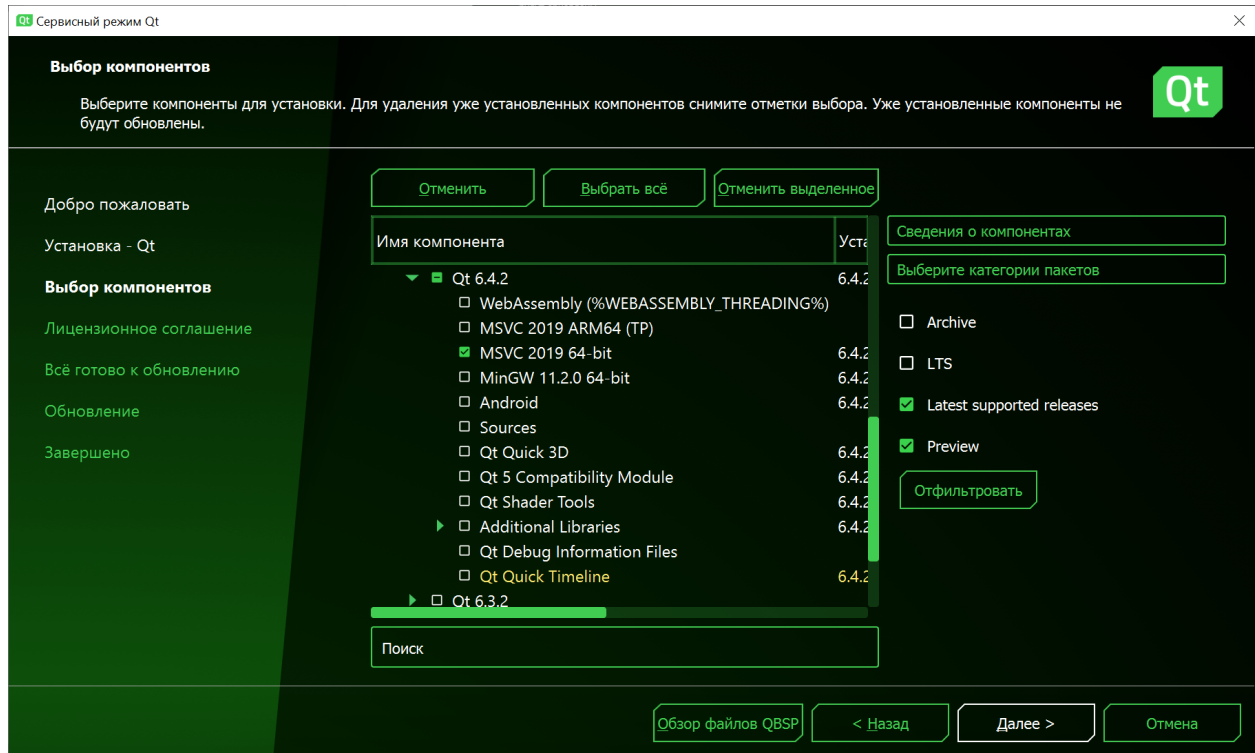 Qt Сервисный режим Qt
Выбор компонентов
Выберите компоненты для установки. Для удаления уже установленных компонентов снимите отметки выбора. Уже установленные компоненты не
будут обновлены.
Qt
Добро пожаловать
Установка - Qt
Выбор компонентов
Лицензионное соглашение
Всё готово к обновлению
Обновление
Завершено
Отменить
Выбрать всё
Отменить выделенное
Имя компонента
Уста
Qt 6.4.2 6.4.2
WebAssembly (%WEBASSEMBLY_THREADING%)
MSVC 2019 ARM64 (TP)
MSVC 2019 64-bit 6.4.2
MinGW 11.2.0 64-bit 6.4.2
Android 6.4.2
Sources
Qt Quick 3D 6.4.2
Qt 5 Compatibility Module 6.4.2
Qt Shader Tools 6.4.2
Additional Libraries 6.4.2
Qt Debug Information Files
Qt Quick Timeline 6.4.2
Qt 6.3.2
Поиск
Сведения о компонентах
Выберите категории пакетов
Archive
LTS
Latest supported releases
Preview
Отфильтровать
Обзор файлов QBSP
< Назад
Далее >
Отмена